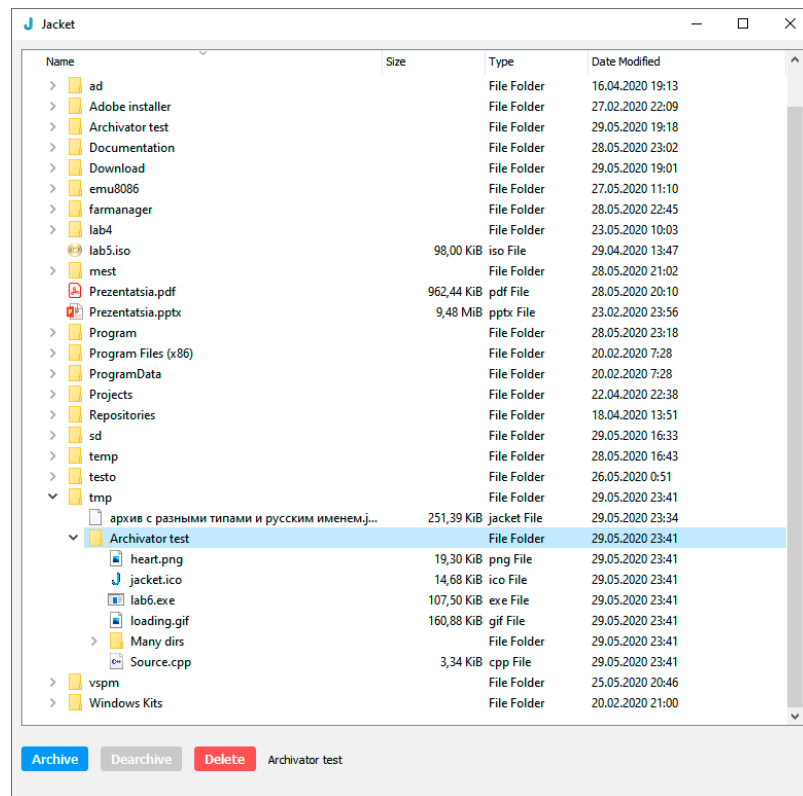 Jacket
Name Size Type Date Modified
ad File Folder 16.04.2020 19:13
Adobe installer File Folder 27.02.2020 22:09
Archivator test File Folder 29.05.2020 19:18
Documentation File Folder 28.05.2020 23:02
Download File Folder 29.05.2020 19:01
emu8086 File Folder 27.05.2020 11:10
farmanager File Folder 28.05.2020 22:45
lab4 File Folder 23.05.2020 10:03
lab5.iso 98,00 KiB iso File 29.04.2020 13:47
mest File Folder 28.05.2020 21:02
Prezentatsia.pdf 962,44 KiB pdf File 28.05.2020 20:10
Prezentatsia.pptx 9,48 MiB pptx File 23.02.2020 23:56
Program File Folder 28.05.2020 23:18
Program Files (x86) File Folder 20.02.2020 7:28
ProgramData File Folder 20.02.2020 7:28
Projects File Folder 22.04.2020 22:38
Repositories File Folder 18.04.2020 13:51
sd File Folder 29.05.2020 16:33
temp File Folder 28.05.2020 16:43
testo File Folder 26.05.2020 0:51
tmp File Folder 29.05.2020 23:41
архив с разными типами и русским именем.j... 251,39 KiB jacket File 29.05.2020 23:34
Archivator test File Folder 29.05.2020 23:41
heart.png 19,30 KiB png File 29.05.2020 23:41
jacket.ico 14,68 KiB ico File 29.05.2020 23:41
lab6.exe 107,50 KiB exe File 29.05.2020 23:41
loading.gif 160,88 KiB gif File 29.05.2020 23:41
Many dirs File Folder 29.05.2020 23:41
Source.cpp 3,34 KiB cpp File 29.05.2020 23:41
vspm File Folder 25.05.2020 20:46
Windows Kits File Folder 20.02.2020 21:00
Archive Dearchive Delete Archivator test